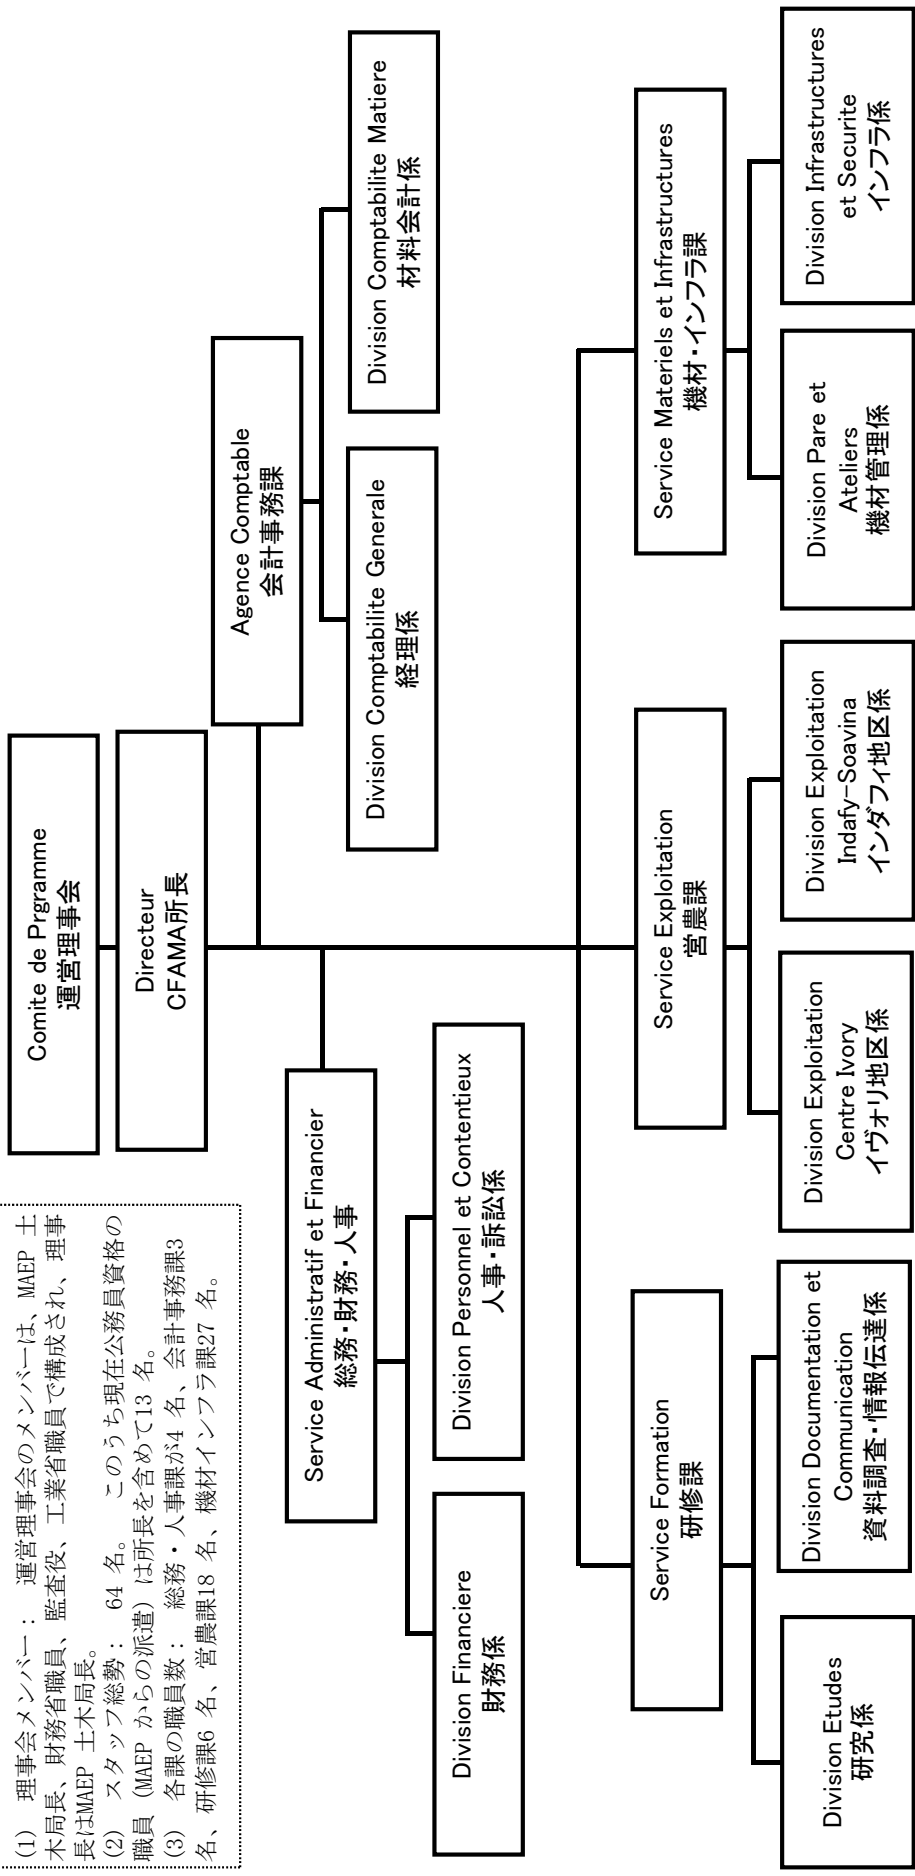 (1) 理事会メンバー： 運営理事会のメンバーは、MAEP 土
木局長、財務省職員、監査役、工業省職員で構成され、理事
長はMAEP 土木局長。
(2) スタッフ総勢： 64 名。 このうち現在公務員資格の
職員（MAEP からの派遣）は所長を含めて13 名。
(3) 各課の職員数： 総務・人事課が4 名、会計事務課3
名、研修課6 名、営農課18 名、機材インフラ課27 名。
Comite de Prgramme
運営理事会
Directeur
CFAMA所長
Agence Comptable
会計事務課
Division Comptabilite Generale
経理係
Division Comptabilite Matiere
材料会計係
Service Administratif et Financier
総務・財務・人事
Division Financiere
財務係
Division Personnel et Contentieux
人事・訴訟係
Service Formation
研修課
Service Exploitation
営農課
Service Materiels et Infrastructures
機材・インフラ課
Division Etudes
研究係
Division Documentation et
Communication
資料調査・情報伝達係
Division Exploitation
Centre Ivory
イヴォリ地区係
Division Exploitation
Indafy-Soavina
インダフィ地区係
Division Pare et
Ateliers
機材管理係
Division Infrastructures
et Securite
インフラ係